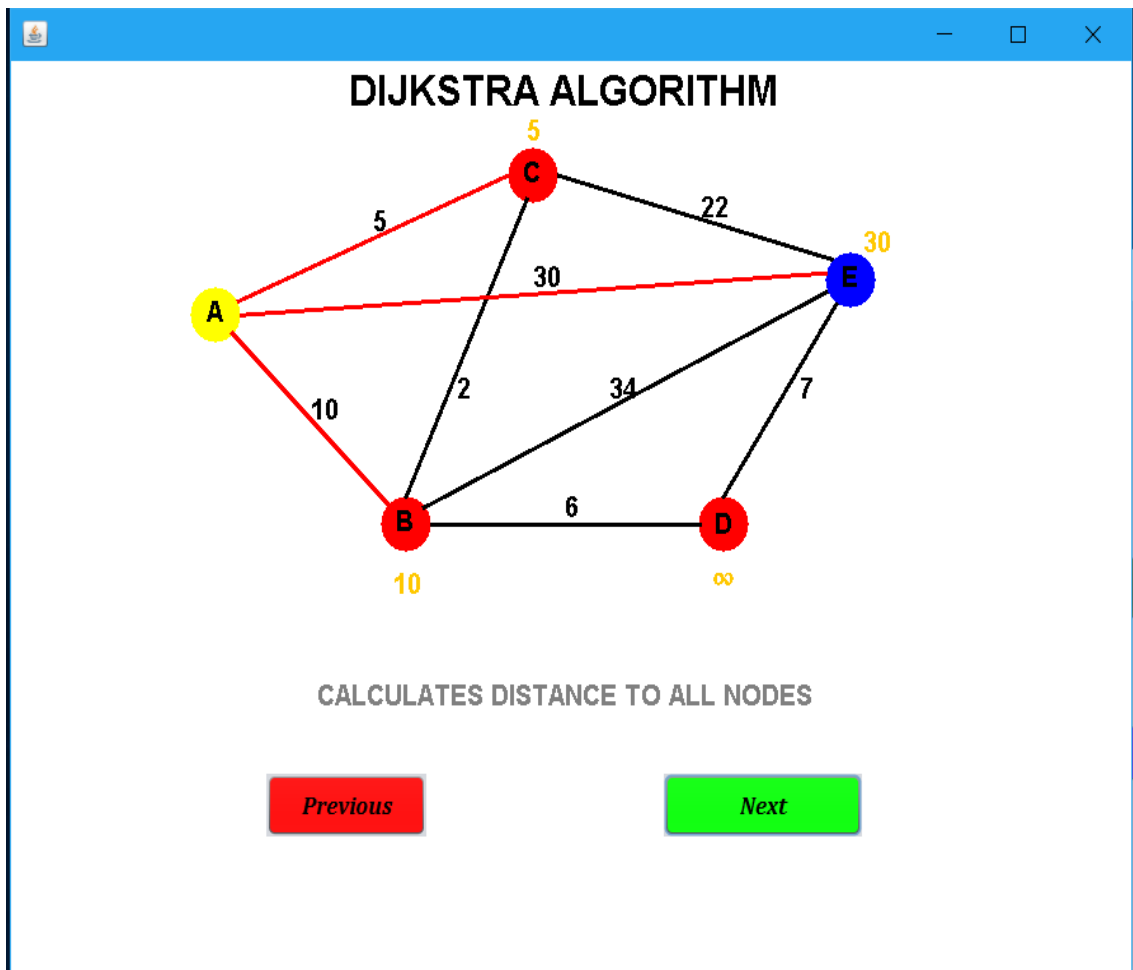 DIJKSTRA ALGORITHM
5
C
5
22
30
30
E
A
2
34
7
10
B
6
D
10
∞
CALCULATES DISTANCE TO ALL NODES
Previous
Next